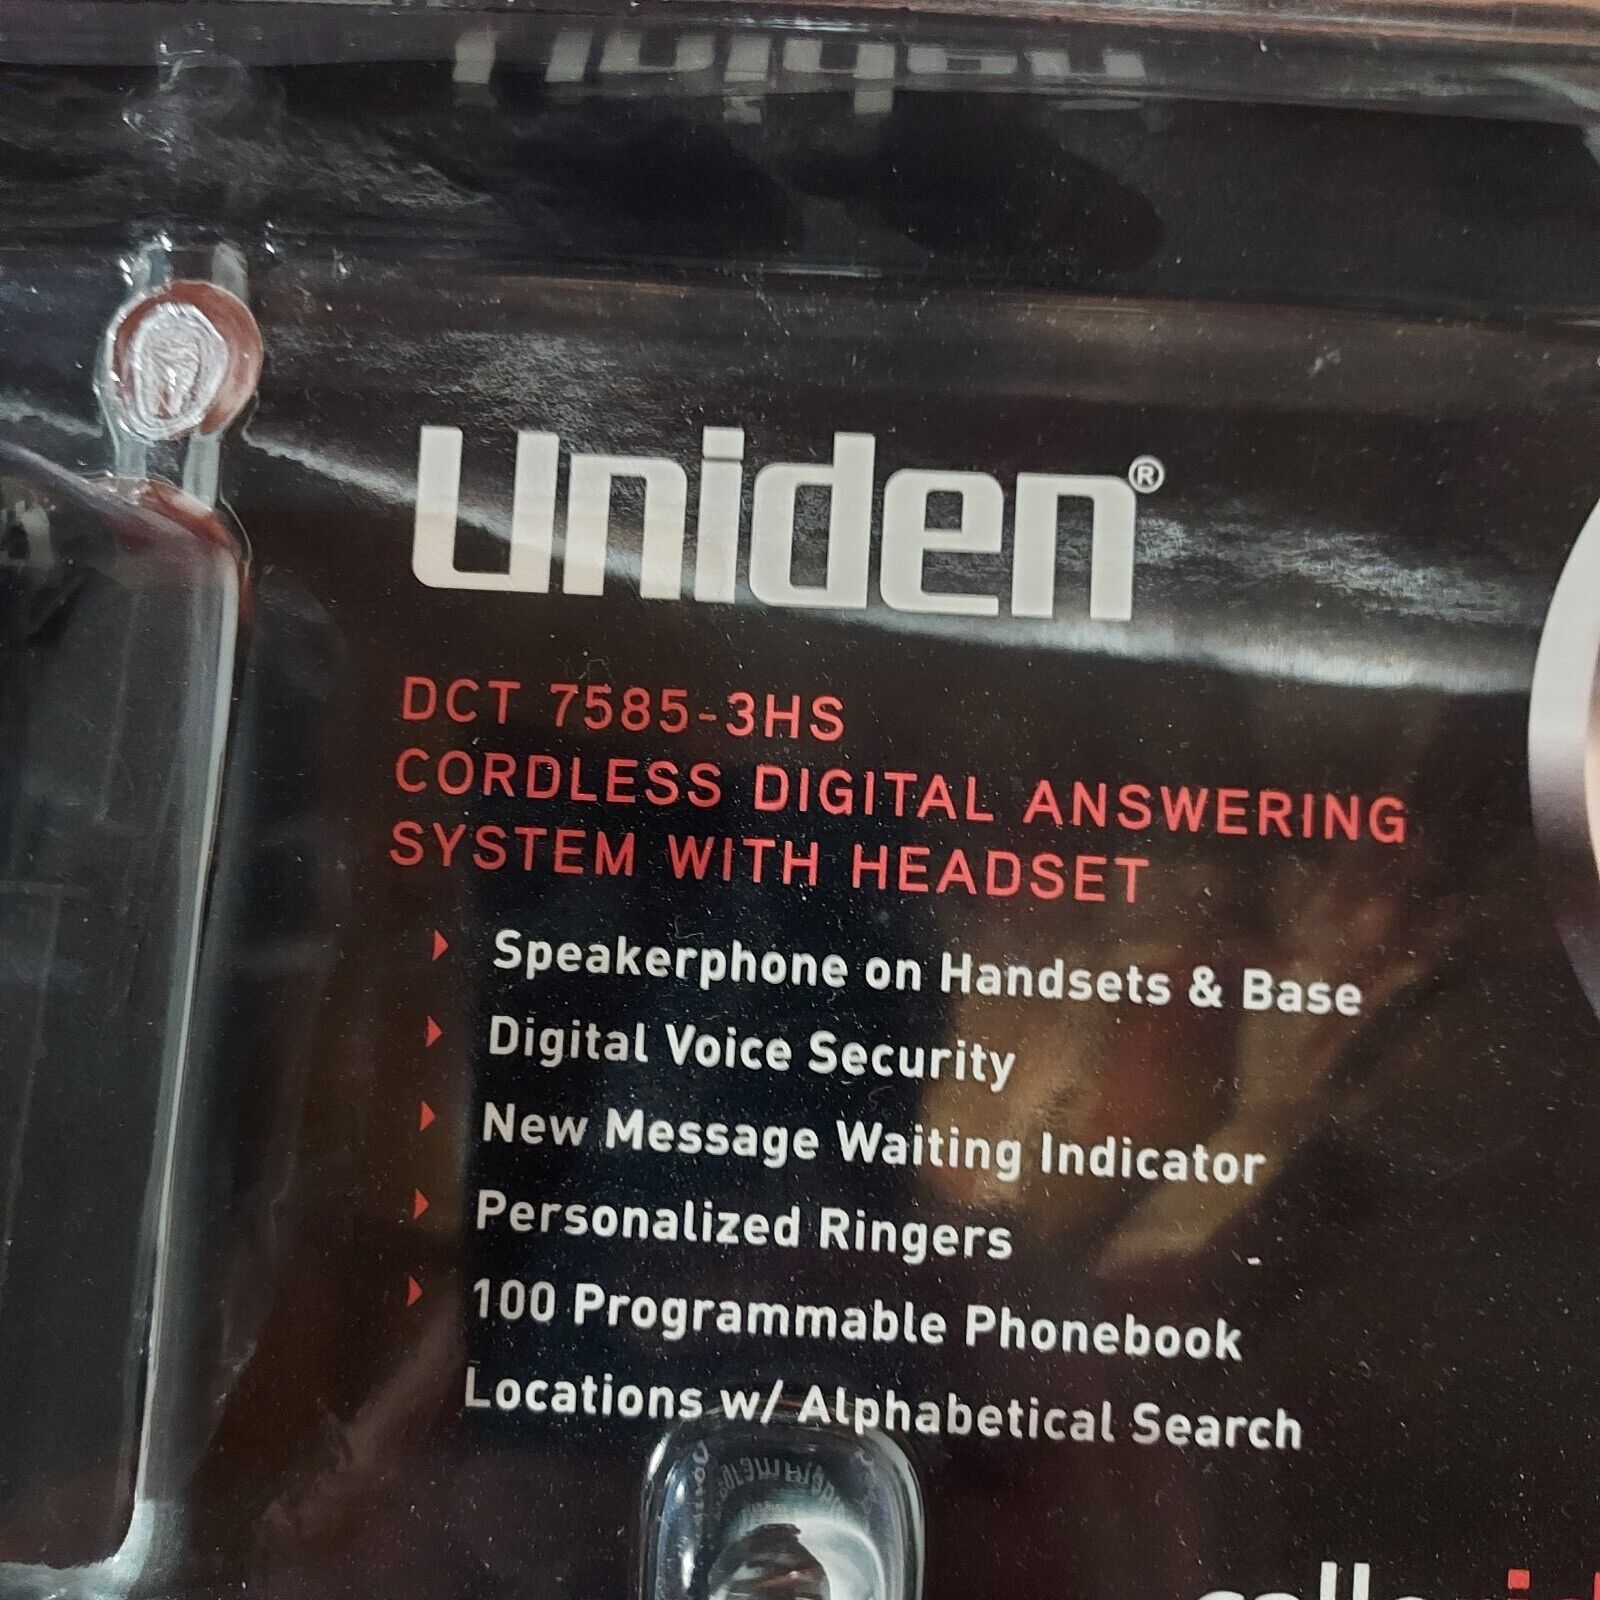 Uniden®
DCT 7585-3HS
CORDLESS DIGITAL ANSWERING
SYSTEM WITH HEADSET
Speakerphone on Handsets & Base
Digital Voice Security
New Message Waiting Indicator
Personalized Ringers
100 Programmable Phonebook
Locations w/ Alphabetical Search